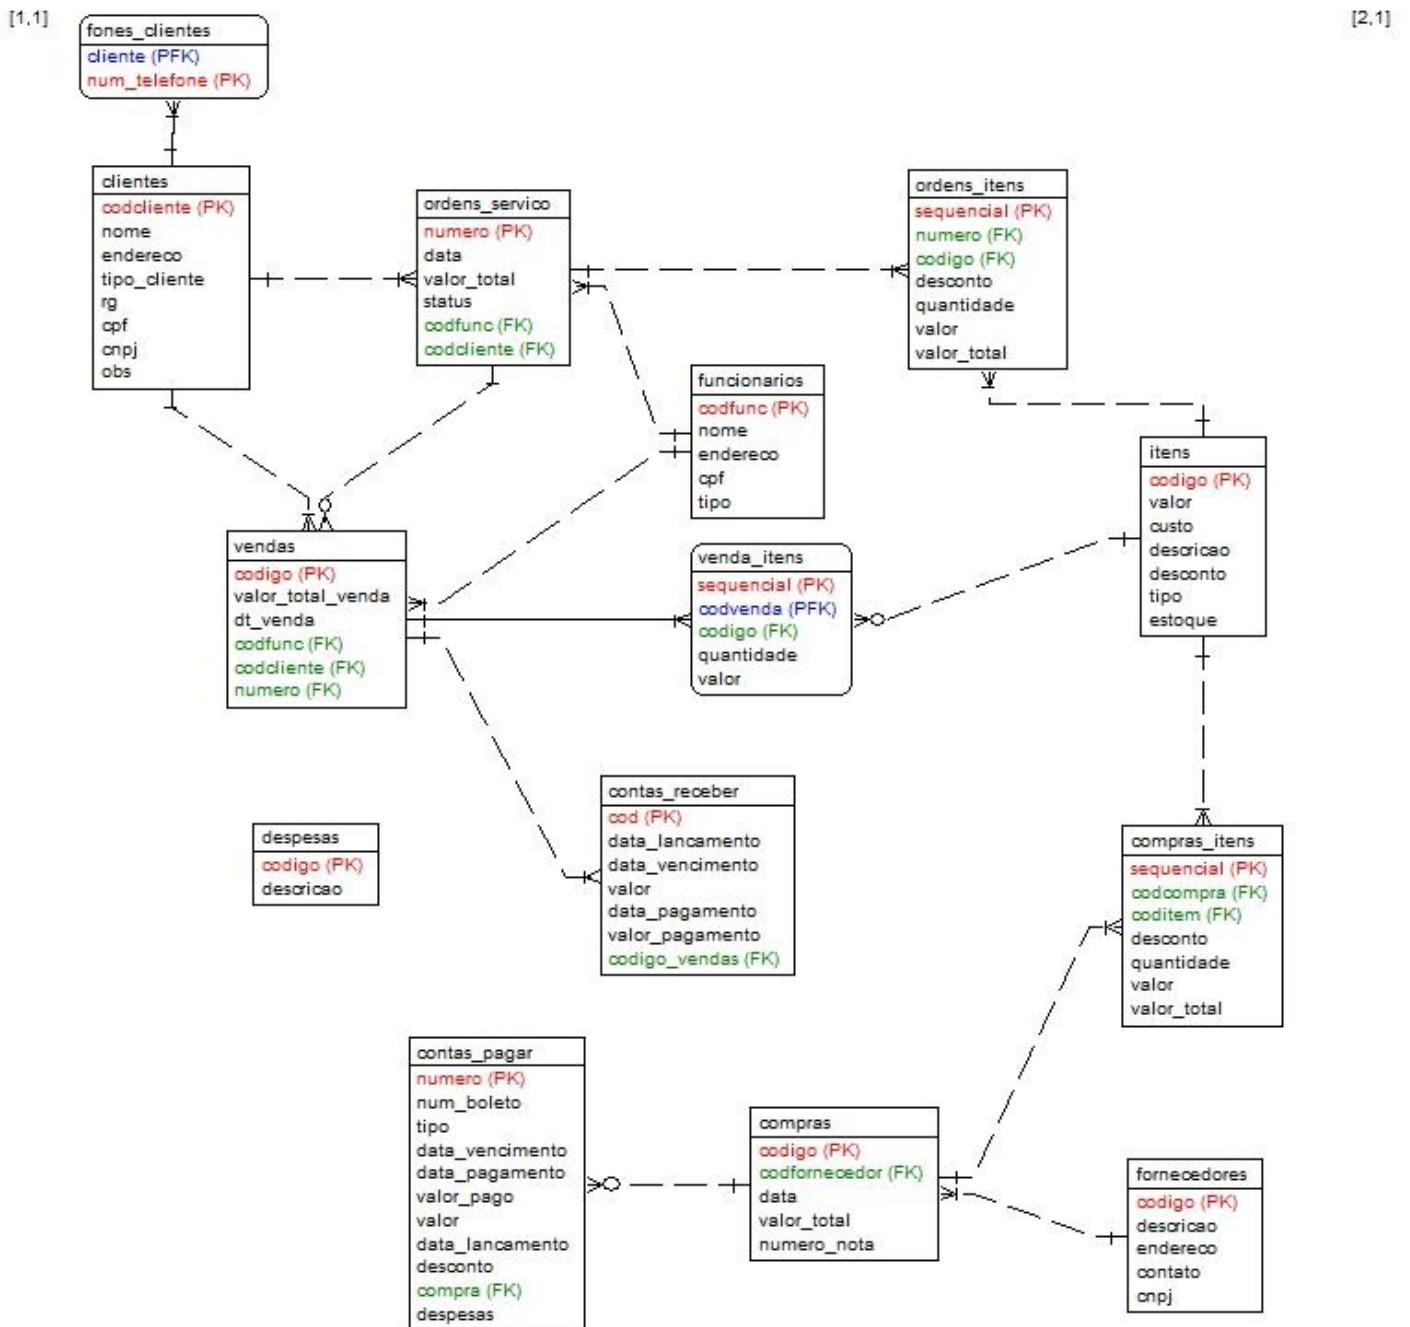 [1,1]
[2,1]
fones_clientes
cliente (PFK)
num_telefone (PK)
clientes
codcliente (PK)
nome
endereco
tipo_cliente
rg
cpf
cnpj
obs
ordens_servico
numero (PK)
data
valor_total
status
codfunc (FK)
codcliente (FK)
ordens_itens
sequencial (PK)
numero (FK)
codigo (FK)
desconto
quantidade
valor
valor_total
funcionarios
codfunc (PK)
nome
endereco
cpf
tipo
itens
codigo (PK)
valor
custo
descricao
desconto
tipo
estoque
vendas
codigo (PK)
valor_total_venda
dt_venda
codfunc (FK)
codcliente (FK)
numero (FK)
venda_itens
sequencial (PK)
codvenda (PFK)
codigo (FK)
quantidade
valor
contas_receber
cod (PK)
data_lancamento
data_vencimento
valor
data_pagamento
valor_pagamento
codigo_vendas (FK)
despesas
codigo (PK)
descricao
compras_itens
sequencial (PK)
codcompra (FK)
coditem (FK)
desconto
quantidade
valor
valor_total
contas_pagar
numero (PK)
num_boleto
tipo
data_vencimento
data_pagamento
valor_pago
valor
data_lancamento
desconto
compra (FK)
despesas
compras
codigo (PK)
codfornecedor (FK)
data
valor_total
numero_nota
fornecedores
codigo (PK)
descricao
endereco
contato
cnpj